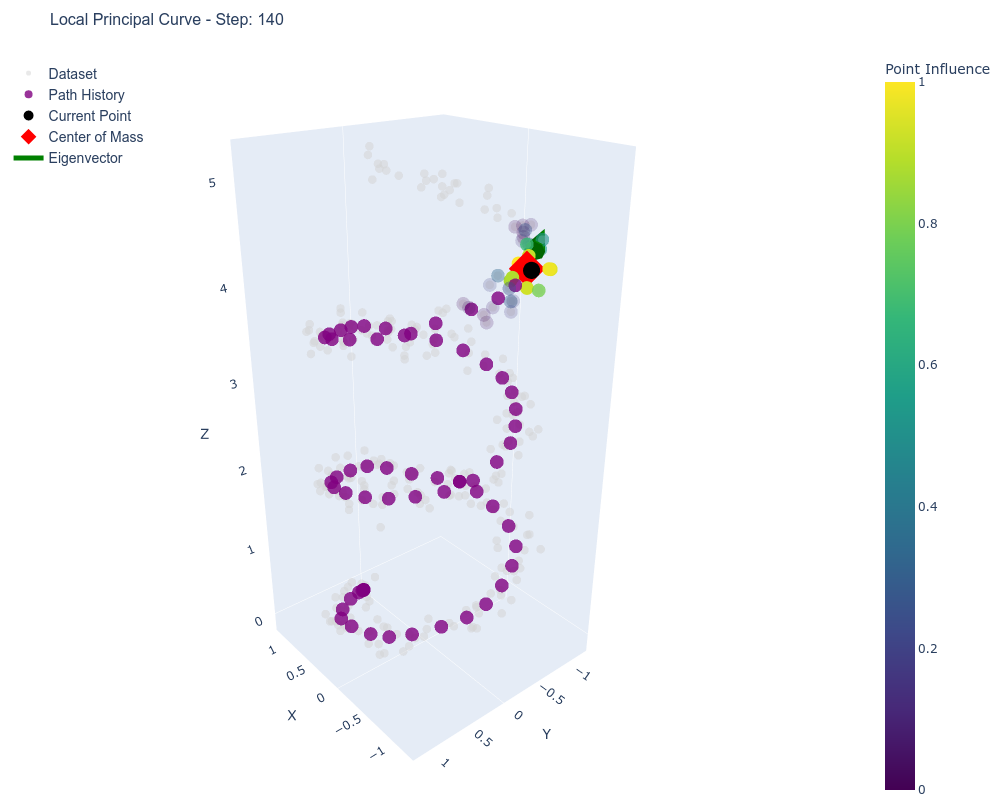 Local Principal Curve - Step: 140
Dataset
Path History
Current Point
Center of Mass
Eigenvector
Point Influence
1
0.8
0.6
0.4
0.2
0
5
4
3
2
1
0
Z
1
0.5
0
−0.5
−1
X
1
0.5
0
−0.5
−1
Y